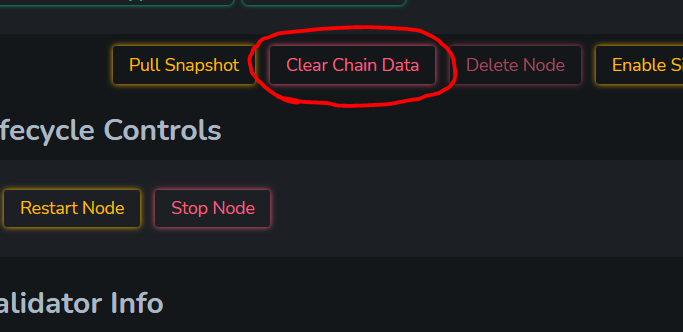 Pull Snapshot
Clear Chain Data
Delete Node
Enable
fecycle Controls
Restart Node
Stop Node
alidator Info